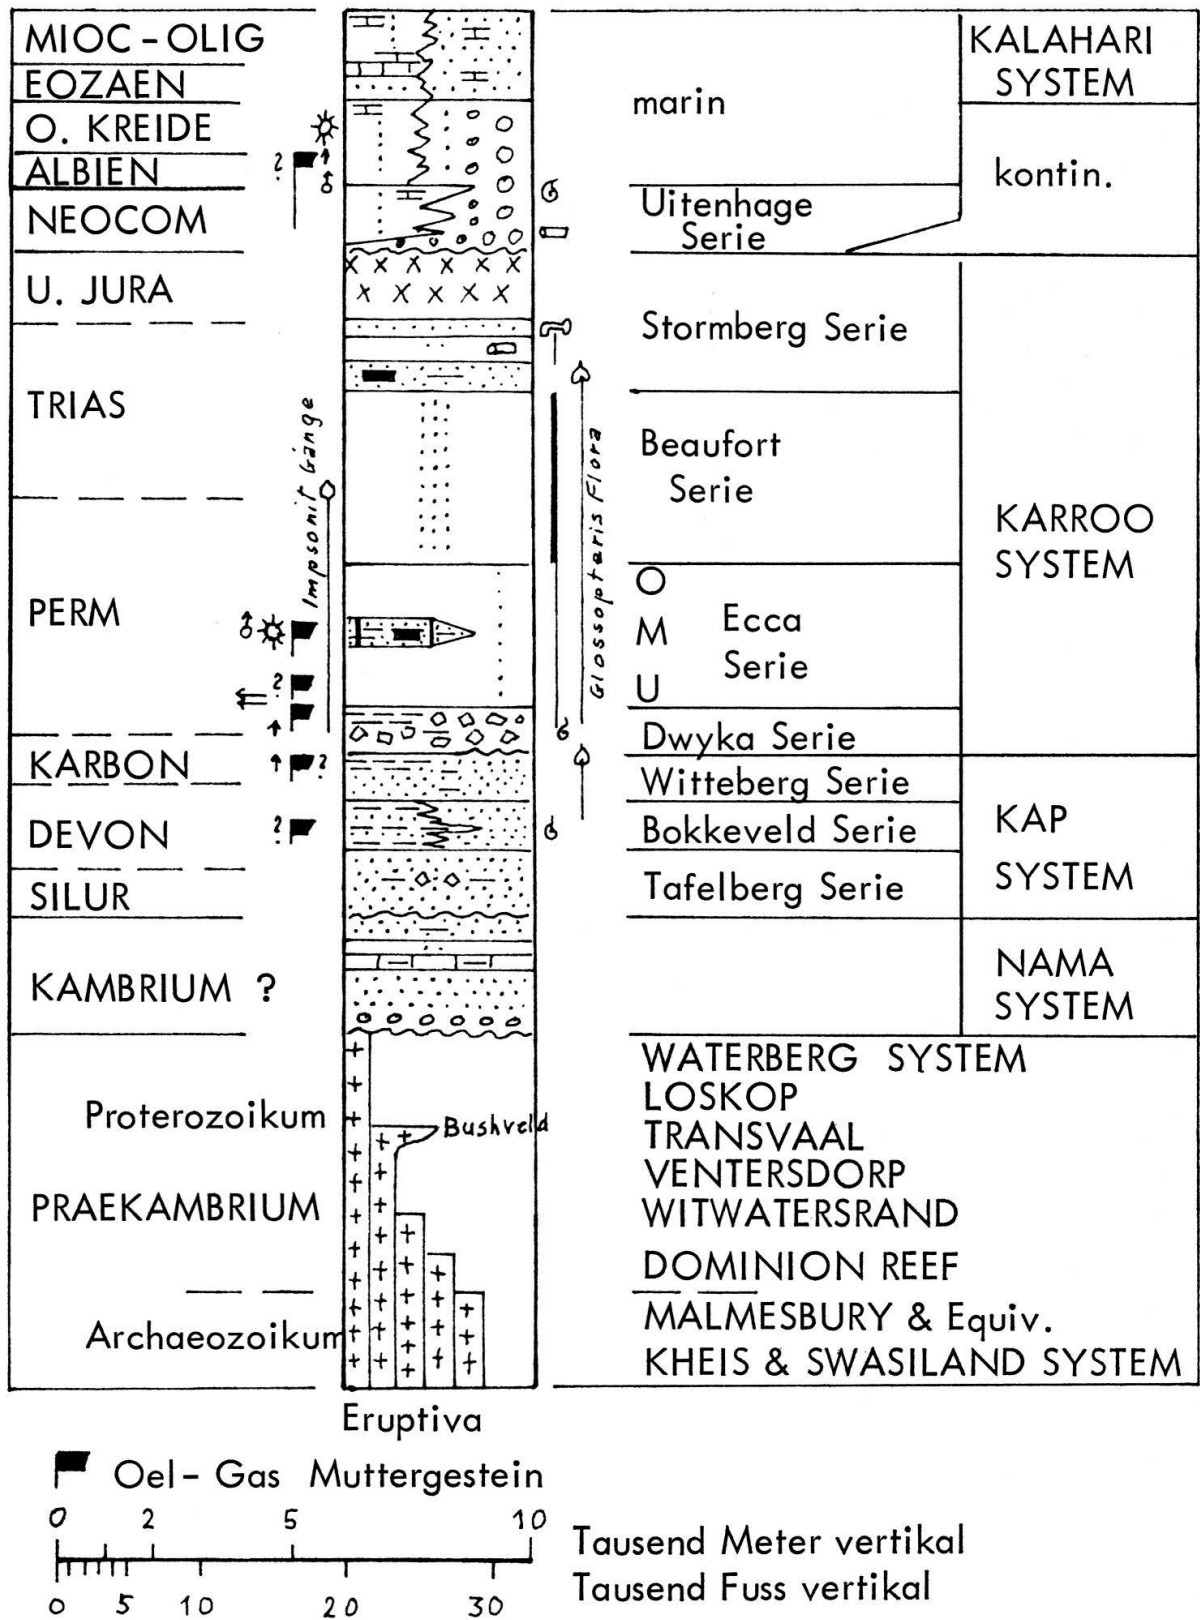 MIOC-OLIG
EOZAEN
O. KREIDE
ALBIEN
NEOCOM
U. JURA
TRIAS
PERM
KARBON
DEVON
SILUR
KAMBRIUM ?
Proterozoikum
PRAEKAMBRIUM
Archaeozoikum
?
?
?
?
Impsonit Gänge
Bushveld
Eruptiva
Glossopteris Flora
marin
Uitenhage
Serie
Stormberg Serie
Beaufort
Serie
O
M
U
Ecca
Serie
Dwyka Serie
Witteberg Serie
Bokkeveld Serie
Tafelberg Serie
KALAHARI
SYSTEM
kontin.
KARROO
SYSTEM
KAP
SYSTEM
NAMA
SYSTEM
WATERBERG SYSTEM
LOSKOP
TRANSVAAL
VENTERSDORP
WITWATERSRAND
DOMINION REEF
MALMESBURY & Equiv.
KHEIS & SWASILAND SYSTEM
Oel-Gas Muttergestein
0 2 5 10
Tausend Meter vertikal
Tausend Fuss vertikal
0 5 10 20 30